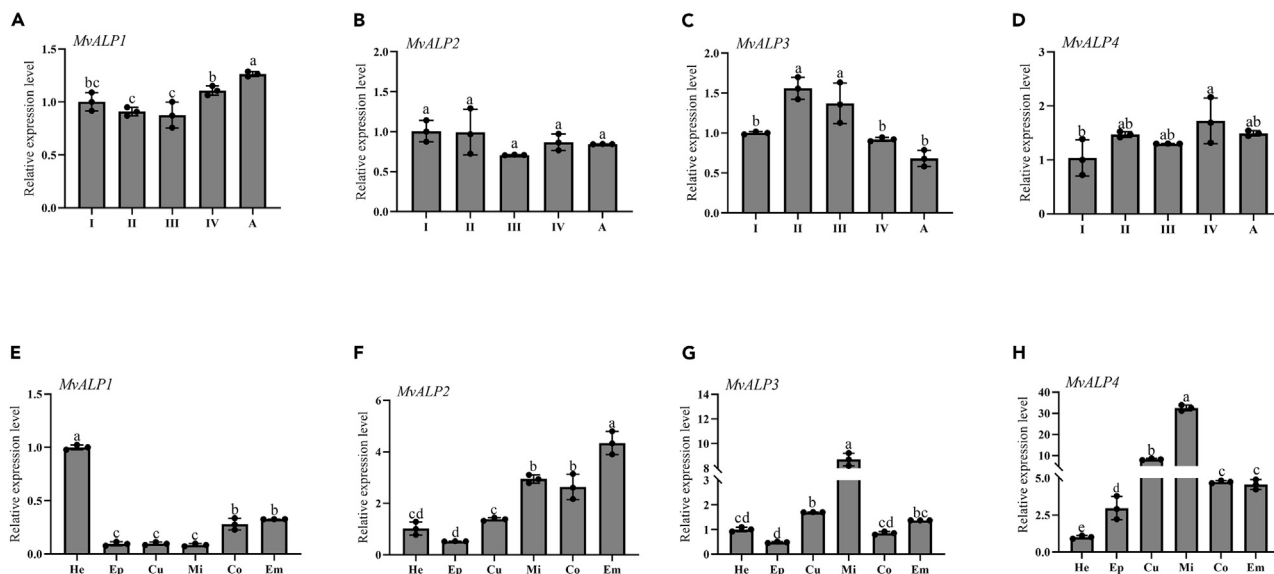 A
MvALP1
Relative expression level
1.5
1.0
0.5
0.0
bc
c
c
b
a
I II III IV A
B
MvALP2
Relative expression level
2.0
1.5
1.0
0.5
0.0
a
a
a
a
a
I II III IV A
C
MvALP3
Relative expression level
2.0
1.5
1.0
0.5
0.0
b
a
a
b
b
I II III IV A
D
MvALP4
Relative expression level
3
2
1
0
b
ab
ab
a
ab
I II III IV A
E
MvALP1
Relative expression level
1.5
1.0
0.5
0.0
a
c
c
c
b
b
He Ep Cu Mi Co Em
F
MvALP2
Relative expression level
6
4
2
0
cd
d
c
b
b
a
He Ep Cu Mi Co Em
G
MvALP3
Relative expression level
14
12
10
8
3
2
1
0
cd
d
b
a
cd
bc
He Ep Cu Mi Co Em
H
MvALP4
Relative expression level
40
30
20
10
5.0
2.5
0.0
e
d
b
a
c
c
He Ep Cu Mi Co Em